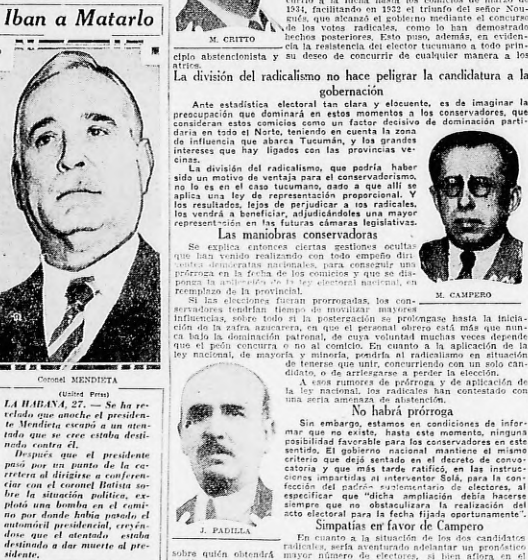 Iban a Matarlo
Coronel MENDIETA
(United Press)
LA HABANA, 27. — Se ha re-
velado que anoche el presiden-
te Mendieta escapó a un aten-
tado que se cree estaba desti-
nado contra él.
Después que el presidente
pasó por un punto de la ca-
rretera al dirigirse a conferen-
ciar con el coronel Batista so-
bre la situación política, ex-
plotó una bomba en el cami-
no por donde había pasado el
automóvil presidencial, creyén-
dose que el atentado estaba
destinado a dar muerte al pre-
sidente.
M. CRITTO
1934, facilitando en 1932 el triunfo del señor Nou-
gués, que alcanzó el gobierno mediante el concurso
de los votos radicales, como lo han demostrado
hechos posteriores. Esto puso, además, en eviden-
cia la resistencia del elector tucumano a todo prin-
cipio abstencionista y su deseo de concurrir de cualquier manera a los
atrios.
La división del radicalismo no hace peligrar la candidatura a la
gobernación
Ante estadística electoral tan clara y elocuente, es de imaginar la
preocupación que dominará en estos momentos a los conservadores, que
consideran estos comicios como un factor decisivo de dominación parti-
daria en todo el Norte, teniendo en cuenta la zona
de influencia que abarca Tucumán, y los grandes
intereses que hay ligados con las provincias ve-
cinas.
La división del radicalismo, que podría haber
sido un motivo de ventaja para el conservadorismo,
no lo es en el caso tucumano, dado a que allí se
aplica una ley de representación proporcional. Y
los resultados, lejos de perjudicar a los radicales,
los vendrá a beneficiar, adjudicándoles una mayor
representación en las futuras cámaras legislativas.
M. CAMPERO
Las maniobras conservadoras
Se explica entonces ciertas gestiones ocultas
que han venido realizando con todo empeño diri-
gentes demócratas nacionales, para conseguir una
prórroga en la fecha de los comicios y que se dis-
ponga la aplicación de la ley electoral nacional, en
reemplazo de la provincial.
Si las elecciones fueran prorrogadas, los con-
servadores tendrían tiempo de movilizar mayores
influencias, sobre todo si la postergación se prolongase hasta la inicia-
ción de la zafra azucarera, en que el personal obrero está más que nun-
ca bajo la dominación patronal, de cuya voluntad muchas veces depende
que el peón concurra o no al comicio. En cuanto a la aplicación de la
ley nacional, de mayoría y minoría, pondría al radicalismo en situación
de tenerse que unir, concurriendo con un solo can-
didato, o de arriesgarse a perder la elección.
A esos rumores de prórroga y de aplicación de
la ley nacional, los radicales han contestado con
una seria amenaza de abstención.
J. PADILLA
No habrá prórroga
Sin embargo, estamos en condiciones de infor-
mar que no existe, hasta este momento, ninguna
posibilidad favorable para los conservadores en este
sentido. El gobierno nacional mantiene el mismo
criterio que dejó sentado en el decreto de convo-
catoria y que más tarde ratificó, en las instruc-
ciones impartidas al interventor Solá, para la con-
fección del padrón suplementario de electores, al
especificar que "dicha ampliación debía hacerse
siempre que no obstaculizara la realización del
acto electoral para la fecha fijada oportunamente".
Simpatías en favor de Campero
En cuanto a la situación de los dos candidatos
radicales, sería aventurado adelantar un pronóstico
sobre quién obtendrá mayor número de electores, si bien aflora en el